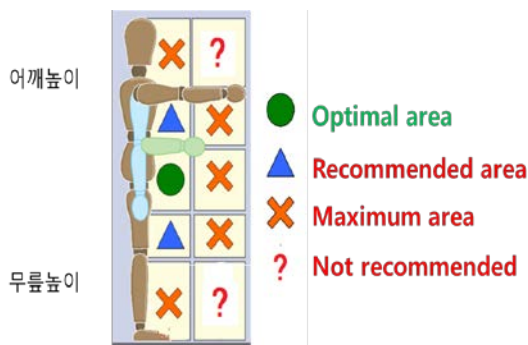 ?
어깨높이
Optimal area
Recommended area
Maximum area
? Not recommended
무릎높이
?